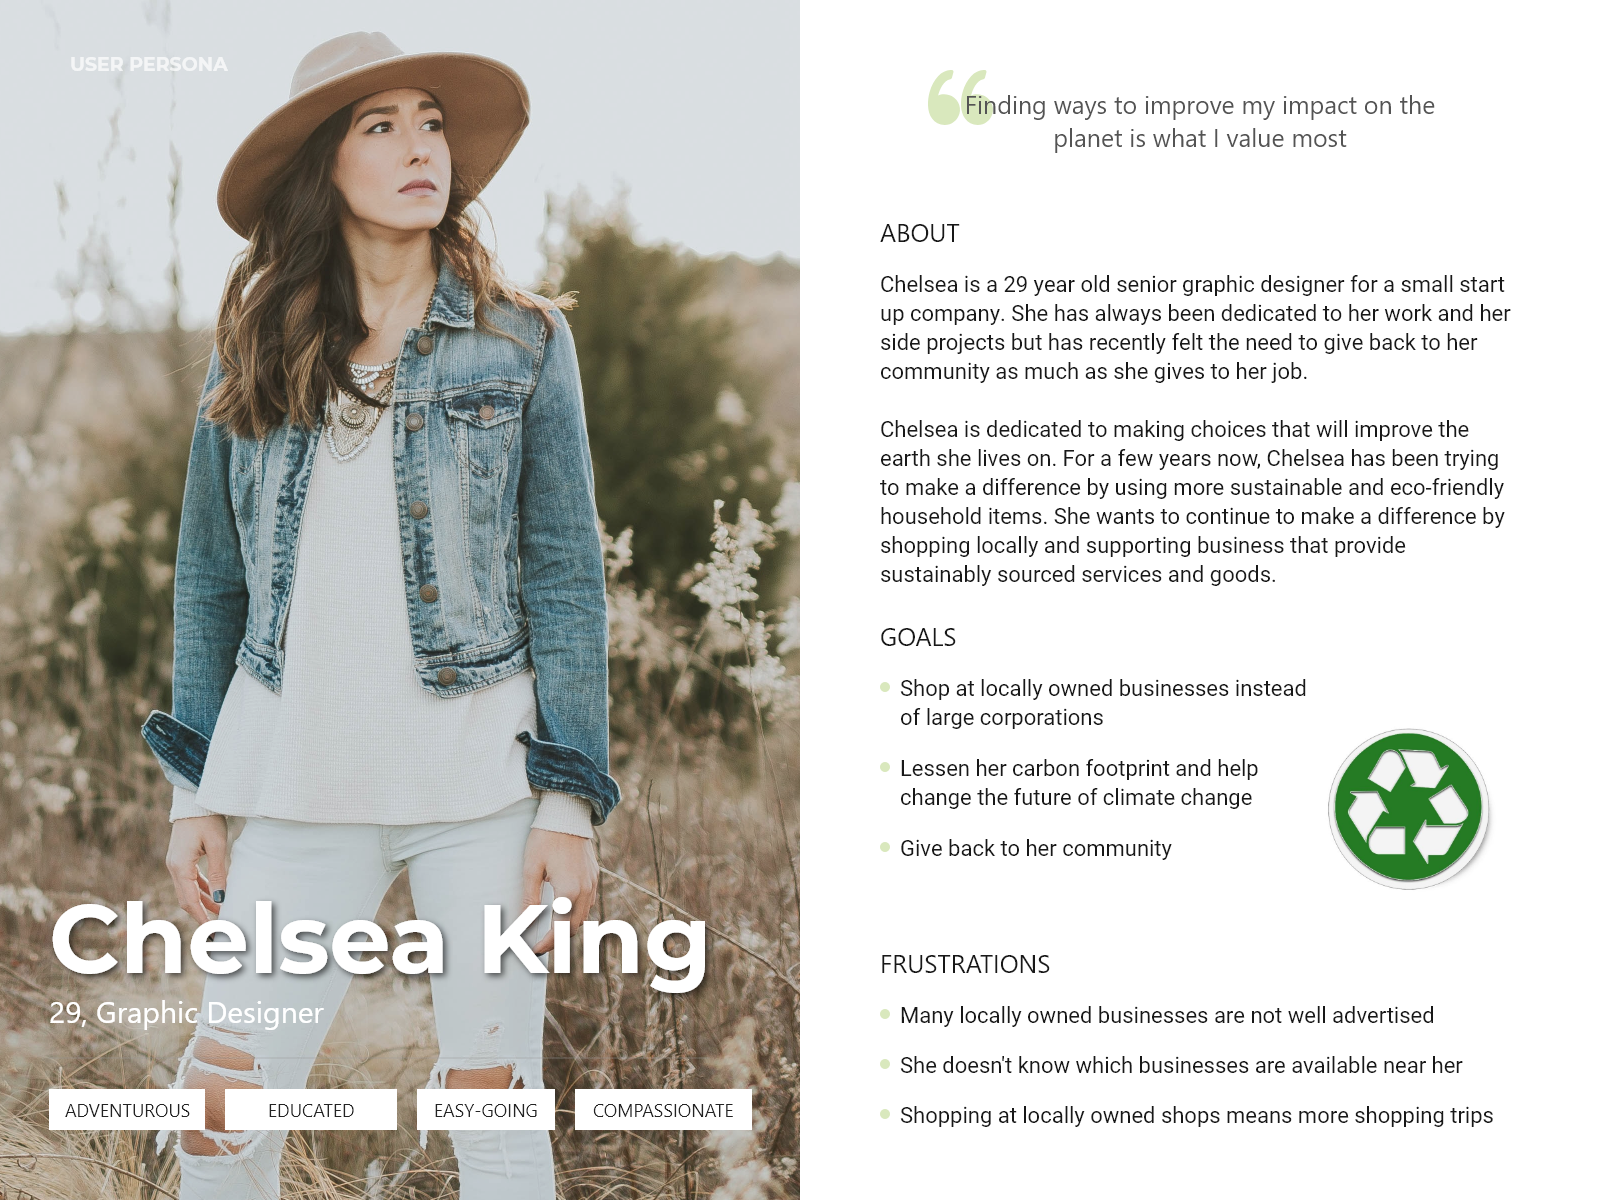 USER PERSONA
Chelsea King
29, Graphic Designer
ADVENTUROUS
EDUCATED
EASY-GOING
COMPASSIONATE
“Finding ways to improve my impact on the
planet is what I value most
ABOUT
Chelsea is a 29 year old senior graphic designer for a small start
up company. She has always been dedicated to her work and her
side projects but has recently felt the need to give back to her
community as much as she gives to her job.
Chelsea is dedicated to making choices that will improve the
earth she lives on. For a few years now, Chelsea has been trying
to make a difference by using more sustainable and eco-friendly
household items. She wants to continue to make a difference by
shopping locally and supporting business that provide
sustainably sourced services and goods.
GOALS
Shop at locally owned businesses instead
of large corporations
Lessen her carbon footprint and help
change the future of climate change
Give back to her community
FRUSTRATIONS
Many locally owned businesses are not well advertised
She doesn't know which businesses are available near her
Shopping at locally owned shops means more shopping trips